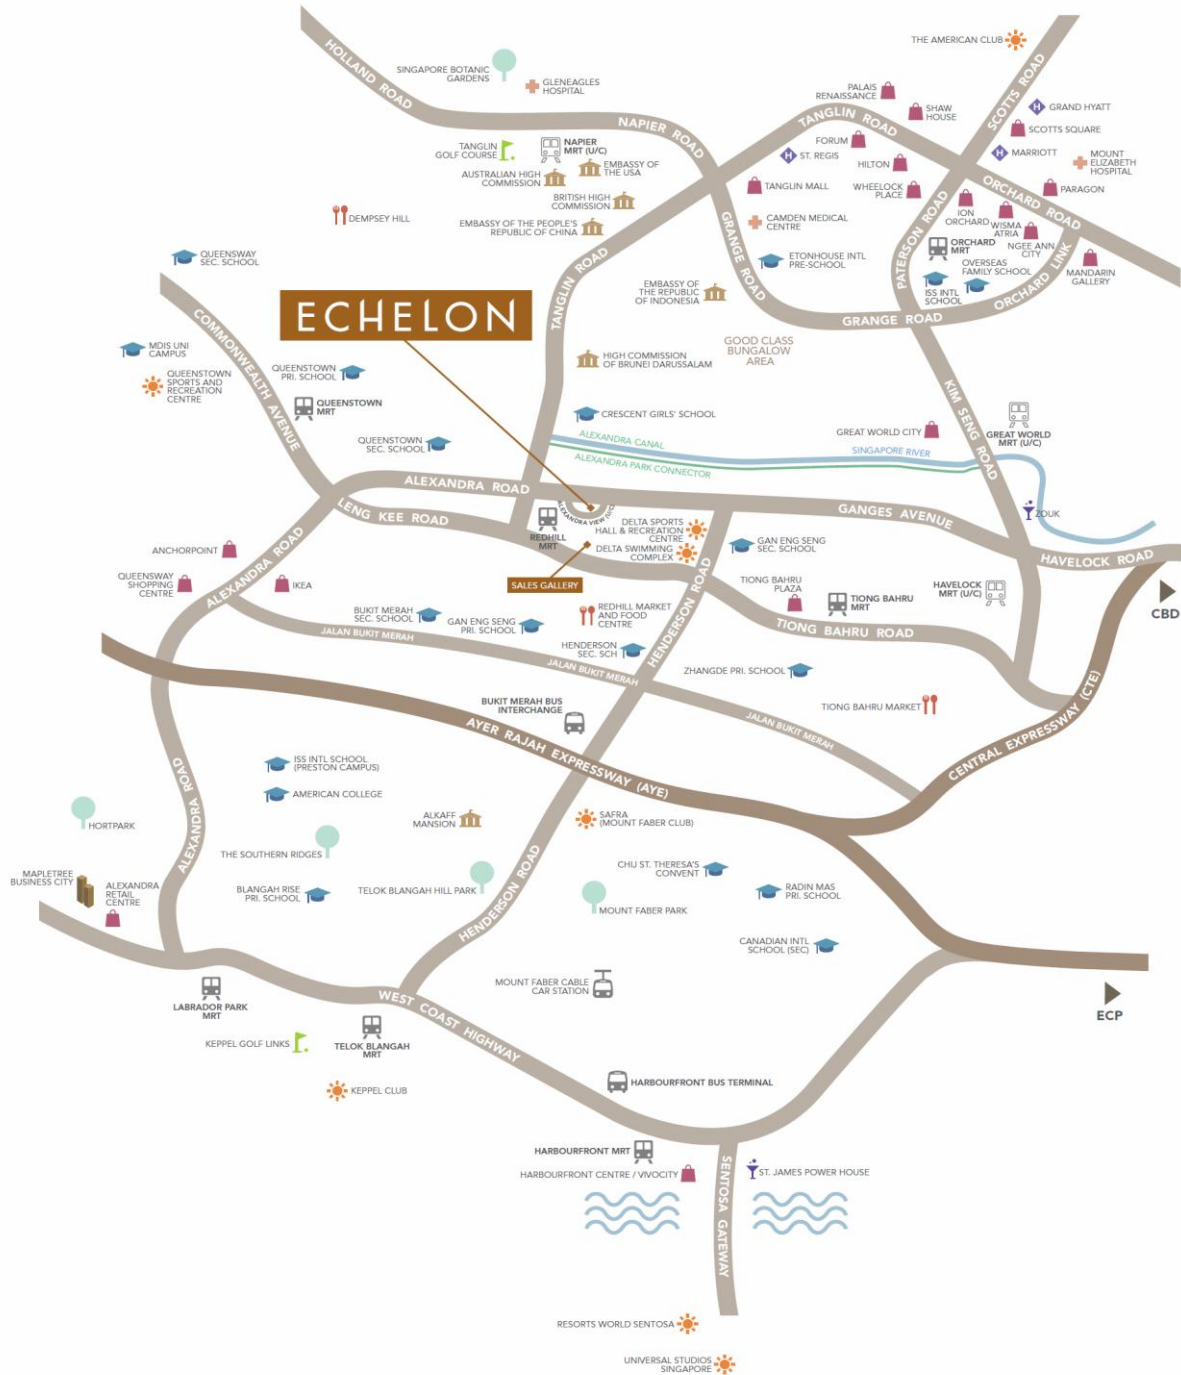 THE AMERICAN CLUB
HOLLAND ROAD
SINGAPORE BOTANIC
GARDENS
GLENEAGLES
HOSPITAL
SCOTTS ROAD
PALAIS
RENAISSANCE
SHAW
HOUSE
GRAND HYATT
SCOTTS SQUARE
TANGLIN ROAD
NAPIER ROAD
FORUM
ST. REGIS
HILTON
MARRIOTT
MOUNT
ELIZABETH
HOSPITAL
TANGLIN
GOLF COURSE
NAPIER
MRT (U/C)
AUSTRALIAN HIGH
COMMISSION
EMBASSY OF
THE USA
TANGLIN MALL
WHEELOCK
PLACE
PARAGON
ORCHARD ROAD
BRITISH HIGH
COMMISSION
DEMPSEY HILL
EMBASSY OF THE PEOPLE'S
REPUBLIC OF CHINA
CAMDEN MEDICAL
CENTRE
GRANGE ROAD
PATERSON ROAD
ION
ORCHARD
WISMA
ATRIA
NGEE ANN
CITY
ORCHARD
MRT
QUEENSWAY
SEC. SCHOOL
TANGLIN ROAD
ETONHOUSE INTL
PRE-SCHOOL
OVERSEAS
FAMILY SCHOOL
ISS INTL
SCHOOL
ORCHARD LINK
MANDARIN
GALLERY
EMBASSY OF
THE REPUBLIC
OF INDONESIA
ECHELON
GRANGE ROAD
COMMONWEALTH AVENUE
GOOD CLASS
BUNGALOW
AREA
MDIS UNI
CAMPUS
QUEENSTOWN
SPORTS AND
RECREATION
CENTRE
QUEENSTOWN
PRI. SCHOOL
QUEENSTOWN
MRT
HIGH COMMISSION
OF BRUNEI DARUSSALAM
KIM SENG ROAD
CRESCENT GIRLS' SCHOOL
GREAT WORLD CITY
GREAT WORLD
MRT (U/C)
QUEENSTOWN
SEC. SCHOOL
ALEXANDRA CANAL
ALEXANDRA PARK CONNECTOR
SINGAPORE RIVER
ALEXANDRA ROAD
LENG KEE ROAD
ALEXANDRA VIEW (U/C)
GANGES AVENUE
ZOUK
REDHILL
MRT
DELTA SPORTS
HALL & RECREATION
CENTRE
DELTA SWIMMING
COMPLEX
GAN ENG SENG
SEC. SCHOOL
HAVELOCK ROAD
ANCHORPOINT
ALEXANDRA ROAD
QUEENSWAY
SHOPPING
CENTRE
IKEA
SALES GALLERY
HENDERSON ROAD
TIONG BAHRU
PLAZA
TIONG BAHRU
MRT
HAVELOCK
MRT (U/C)
CBD
BUKIT MERAH
SEC. SCHOOL
GAN ENG SENG
PRI. SCHOOL
REDHILL MARKET
AND FOOD
CENTRE
TIONG BAHRU ROAD
JALAN BUKIT MERAH
HENDERSON
SEC. SCH
JALAN BUKIT MERAH
ZHANGDE PRI. SCHOOL
BUKIT MERAH BUS
INTERCHANGE
TIONG BAHRU MARKET
JALAN BUKIT MERAH
CENTRAL EXPRESSWAY (CTE)
AYER RAJAH EXPRESSWAY (AYE)
ALEXANDRA ROAD
ISS INTL SCHOOL
(PRESTON CAMPUS)
AMERICAN COLLEGE
HORTPARK
ALKAFF
MANSION
SAFRA
(MOUNT FABER CLUB)
THE SOUTHERN RIDGES
HENDERSON ROAD
CHIJ ST. THERESA'S
CONVENT
MAPLETREE
BUSINESS CITY
ALEXANDRA
RETAIL
CENTRE
BLANGAH RISE
PRI. SCHOOL
TELOK BLANGAH HILL PARK
RADIN MAS
PRI. SCHOOL
MOUNT FABER PARK
CANADIAN INTL
SCHOOL (SEC)
LABRADOR PARK
MRT
MOUNT FABER CABLE
CAR STATION
WEST COAST HIGHWAY
ECP
KEPPEL GOLF LINKS
TELOK BLANGAH
MRT
KEPPEL CLUB
HARBOURFRONT BUS TERMINAL
HARBOURFRONT MRT
HARBOURFRONT CENTRE / VIVOCITY
ST. JAMES POWER HOUSE
SENTOSA GATEWAY
RESORTS WORLD SENTOSA
UNIVERSAL STUDIOS
SINGAPORE